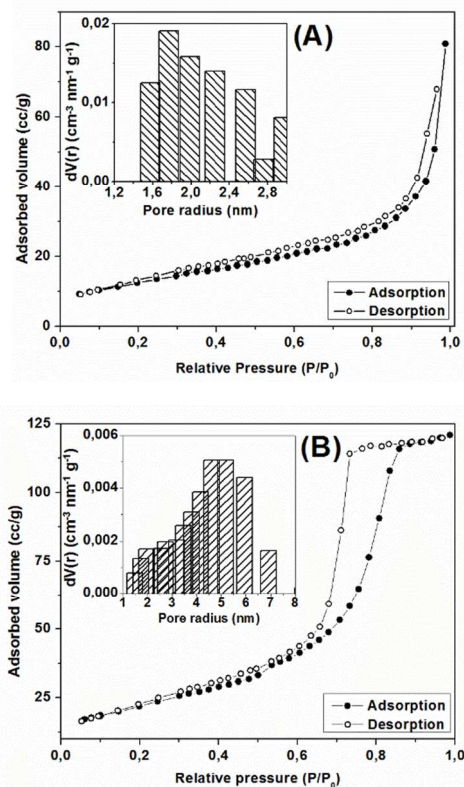 (A)
80
60
40
20
0
Adsorbed volume (cc/g)
0,02
0,01
0,00
dV(r) (cm⁻³ nm⁻¹ g⁻¹)
1,2 1,6 2,0 2,4 2,8
Pore radius (nm)
Adsorption
Desorption
0,0 0,2 0,4 0,6 0,8 1,0
Relative Pressure (P/P₀)
(B)
125
100
75
50
25
0
Adsorbed volume (cc/g)
0,006
0,004
0,002
0,000
dV(r) (cm⁻³ nm⁻¹ g⁻¹)
1 2 3 4 5 6 7 8
Pore radius (nm)
Adsorption
Desorption
0,0 0,2 0,4 0,6 0,8 1,0
Relative pressure (P/P₀)